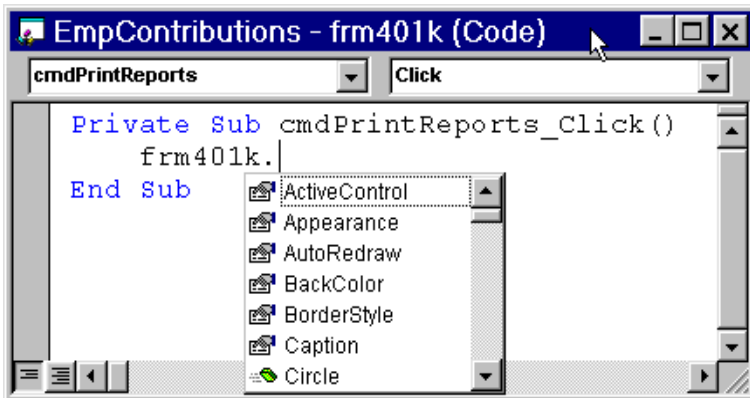 EmpContributions - frm401k (Code)
cmdPrintReports Click
Private Sub cmdPrintReports_Click()
frm401k.
End Sub
ActiveControl
Appearance
AutoRedraw
BackColor
BorderStyle
Caption
Circle